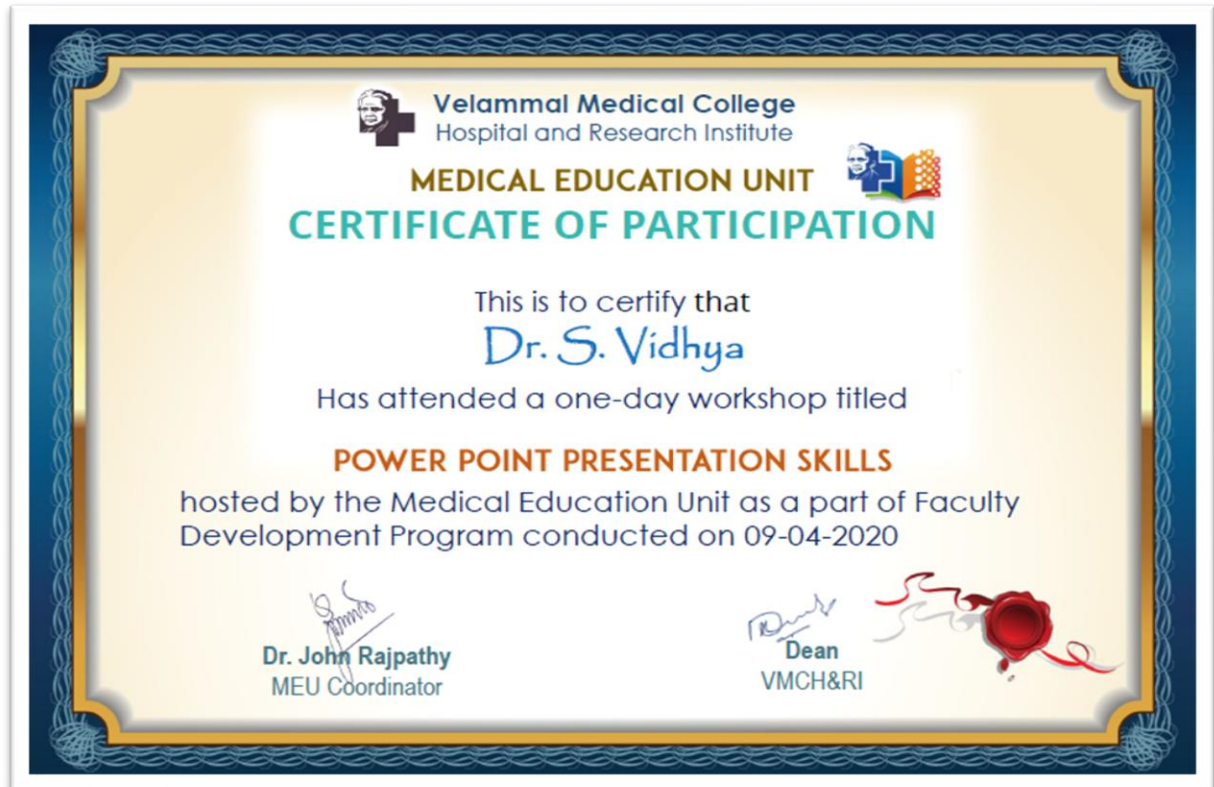 Velammal Medical College
Hospital and Research Institute
MEDICAL EDUCATION UNIT
CERTIFICATE OF PARTICIPATION
This is to certify that
Dr. S. Vidhya
Has attended a one-day workshop titled
POWER POINT PRESENTATION SKILLS
hosted by the Medical Education Unit as a part of Faculty
Development Program conducted on 09-04-2020
Dr. John Rajpathy
MEU Coordinator
Dean
VMCH&RI